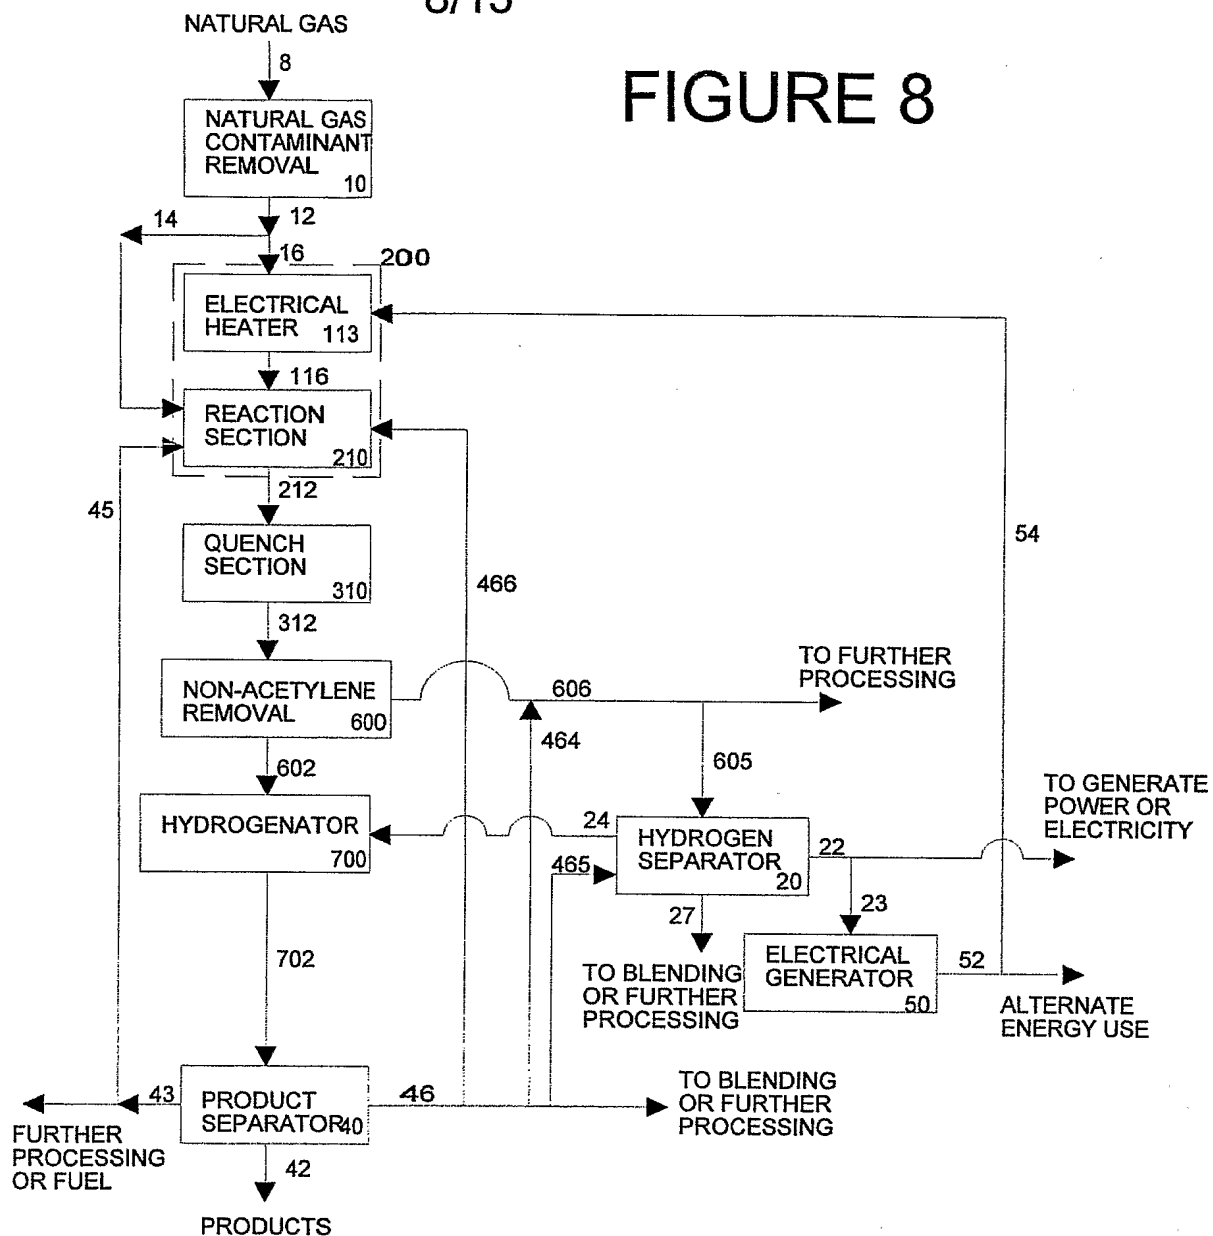 8/15
NATURAL GAS
8
FIGURE 8
NATURAL GAS
CONTAMINANT
REMOVAL
10
14
12
16
200
ELECTRICAL
HEATER
113
116
REACTION
SECTION
210
212
45
54
QUENCH
SECTION
310
466
312
TO FURTHER
PROCESSING
NON-ACETYLENE
REMOVAL
600
606
464
605
602
TO GENERATE
POWER OR
ELECTRICITY
HYDROGENATOR
700
24
HYDROGEN
SEPARATOR
20
22
465
27
23
702
ELECTRICAL
GENERATOR
50
52
TO BLENDING
OR FURTHER
PROCESSING
ALTERNATE
ENERGY USE
43
PRODUCT
SEPARATOR
40
46
TO BLENDING
OR FURTHER
PROCESSING
FURTHER
PROCESSING
OR FUEL
42
PRODUCTS